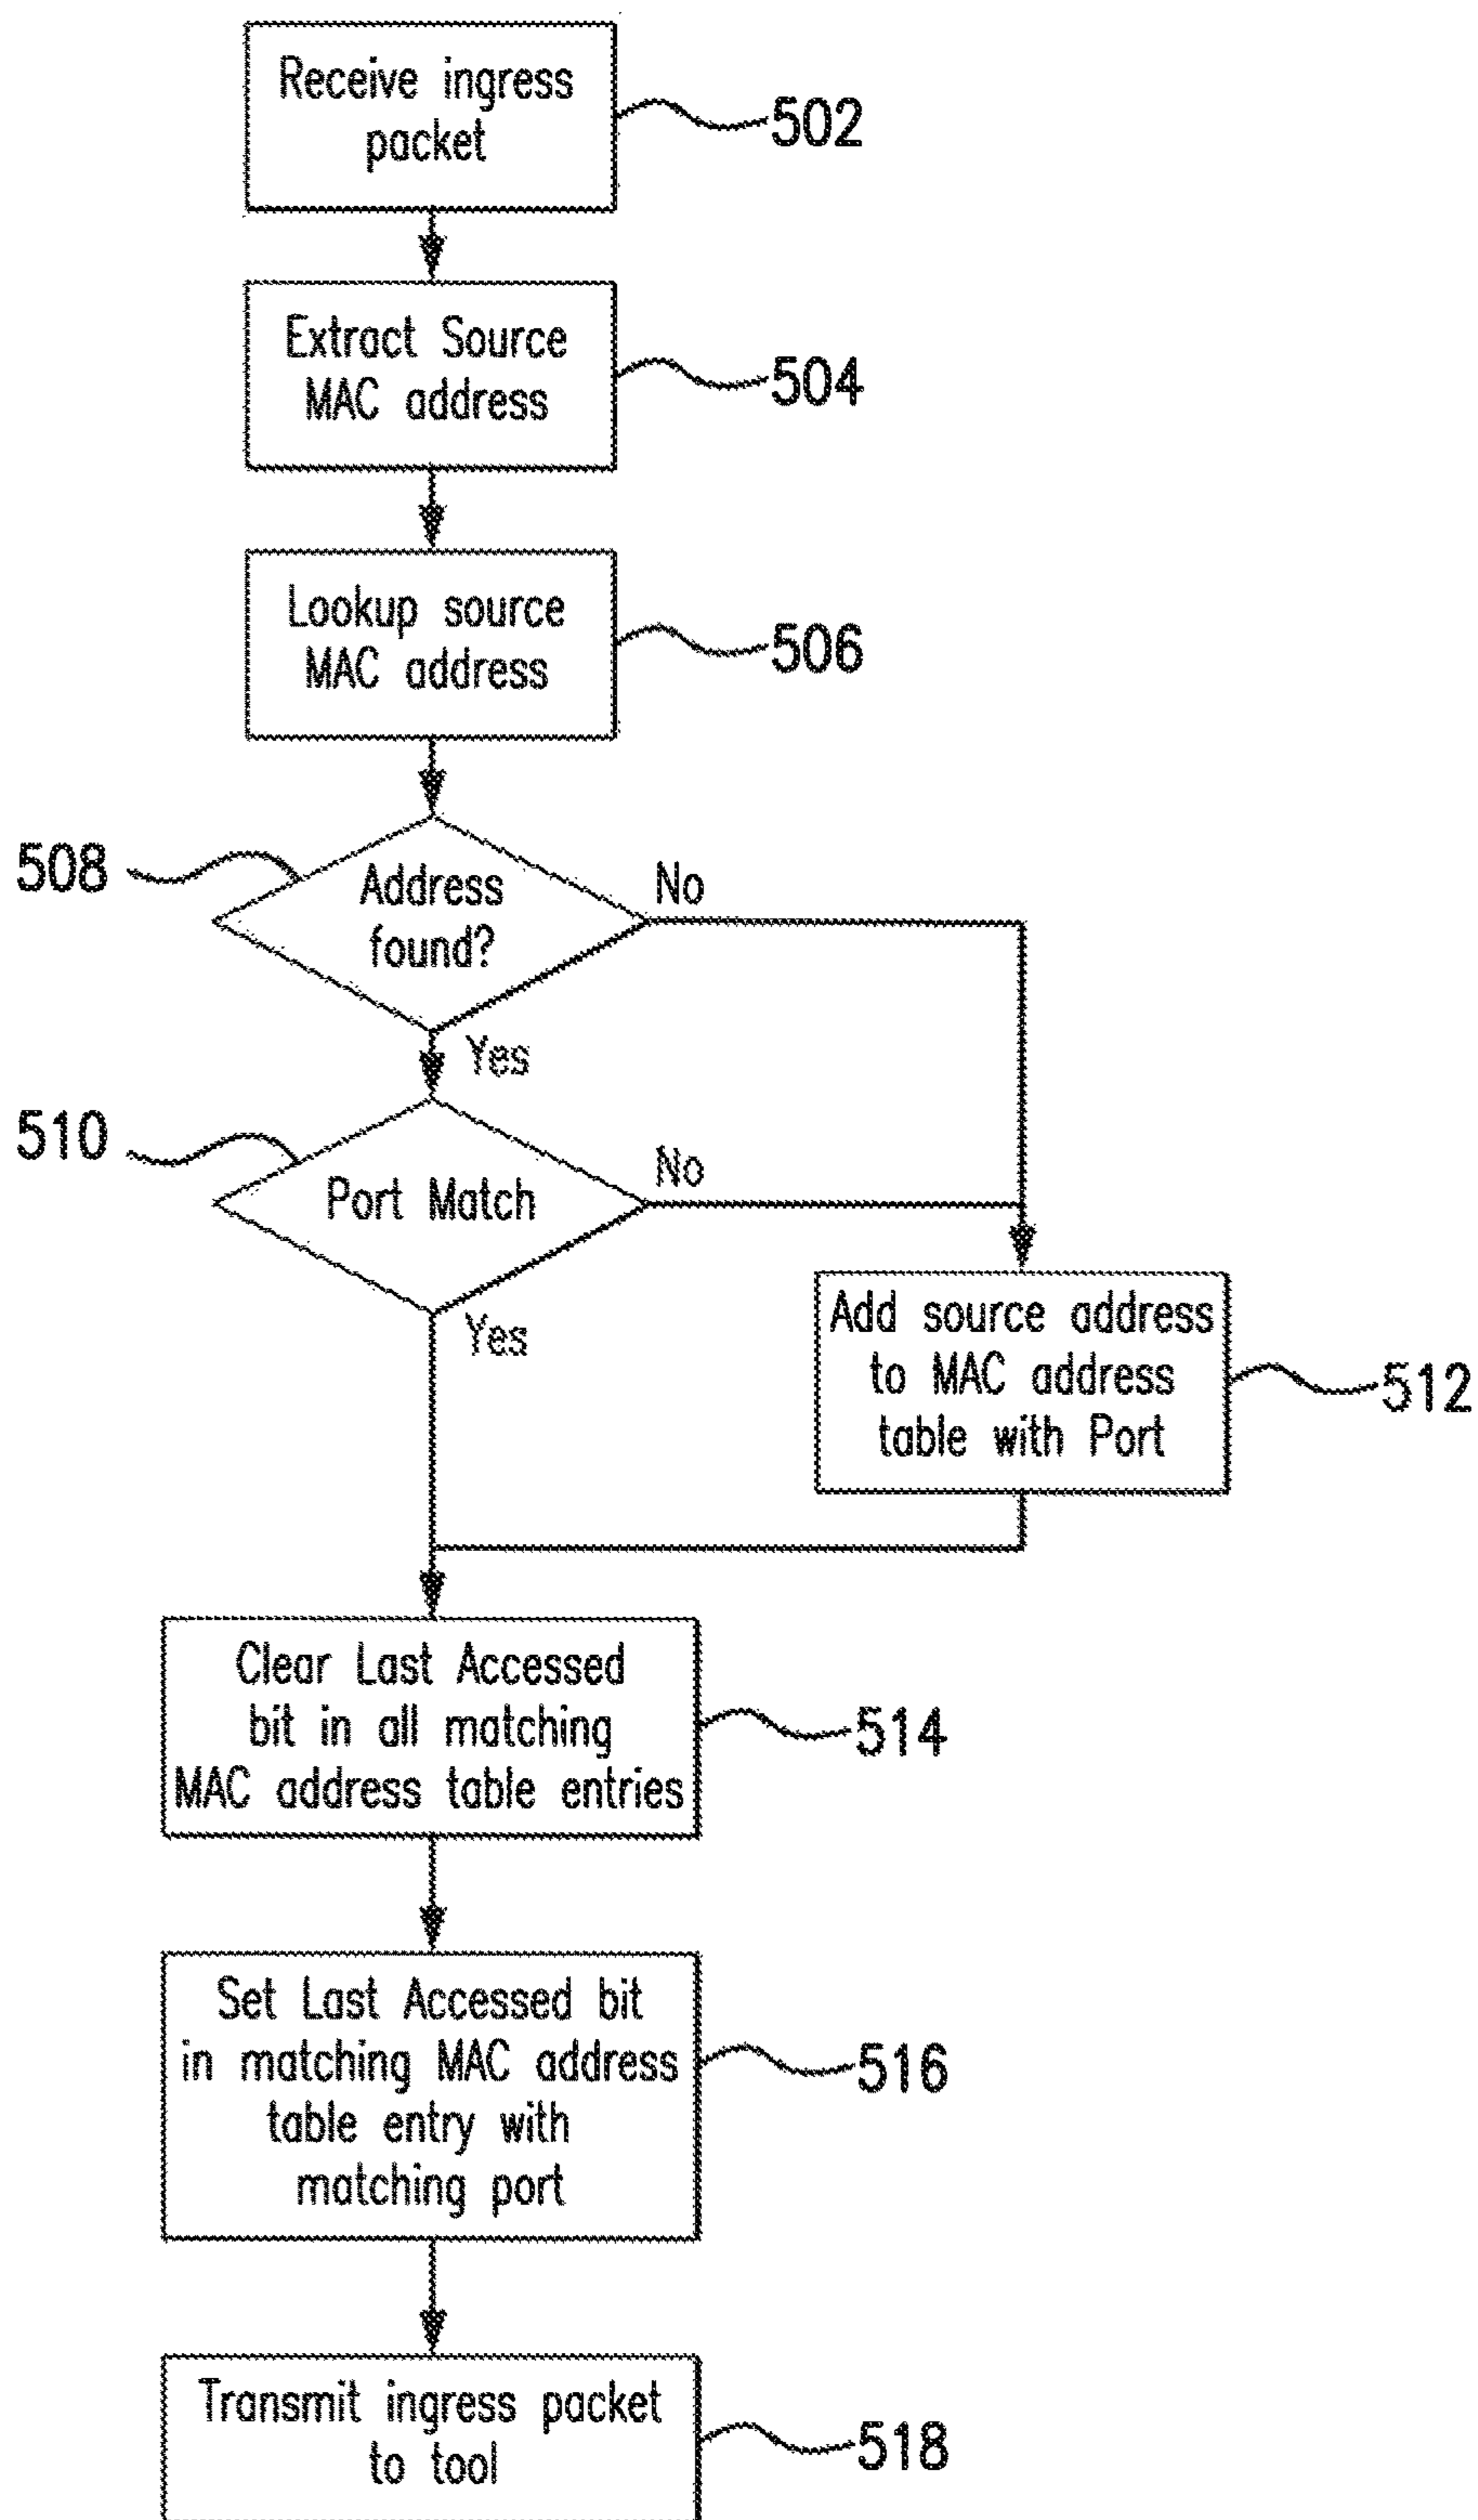 Receive ingress
packet
502
Extract Source
MAC address
504
Lookup source
MAC address
506
508
Address
found?
No
Yes
510
Port Match
No
Yes
Add source address
to MAC address
table with Port
512
Clear Last Accessed
bit in all matching
MAC address table entries
514
Set Last Accessed bit
in matching MAC address
table entry with
matching port
516
Transmit ingress packet
to tool
518